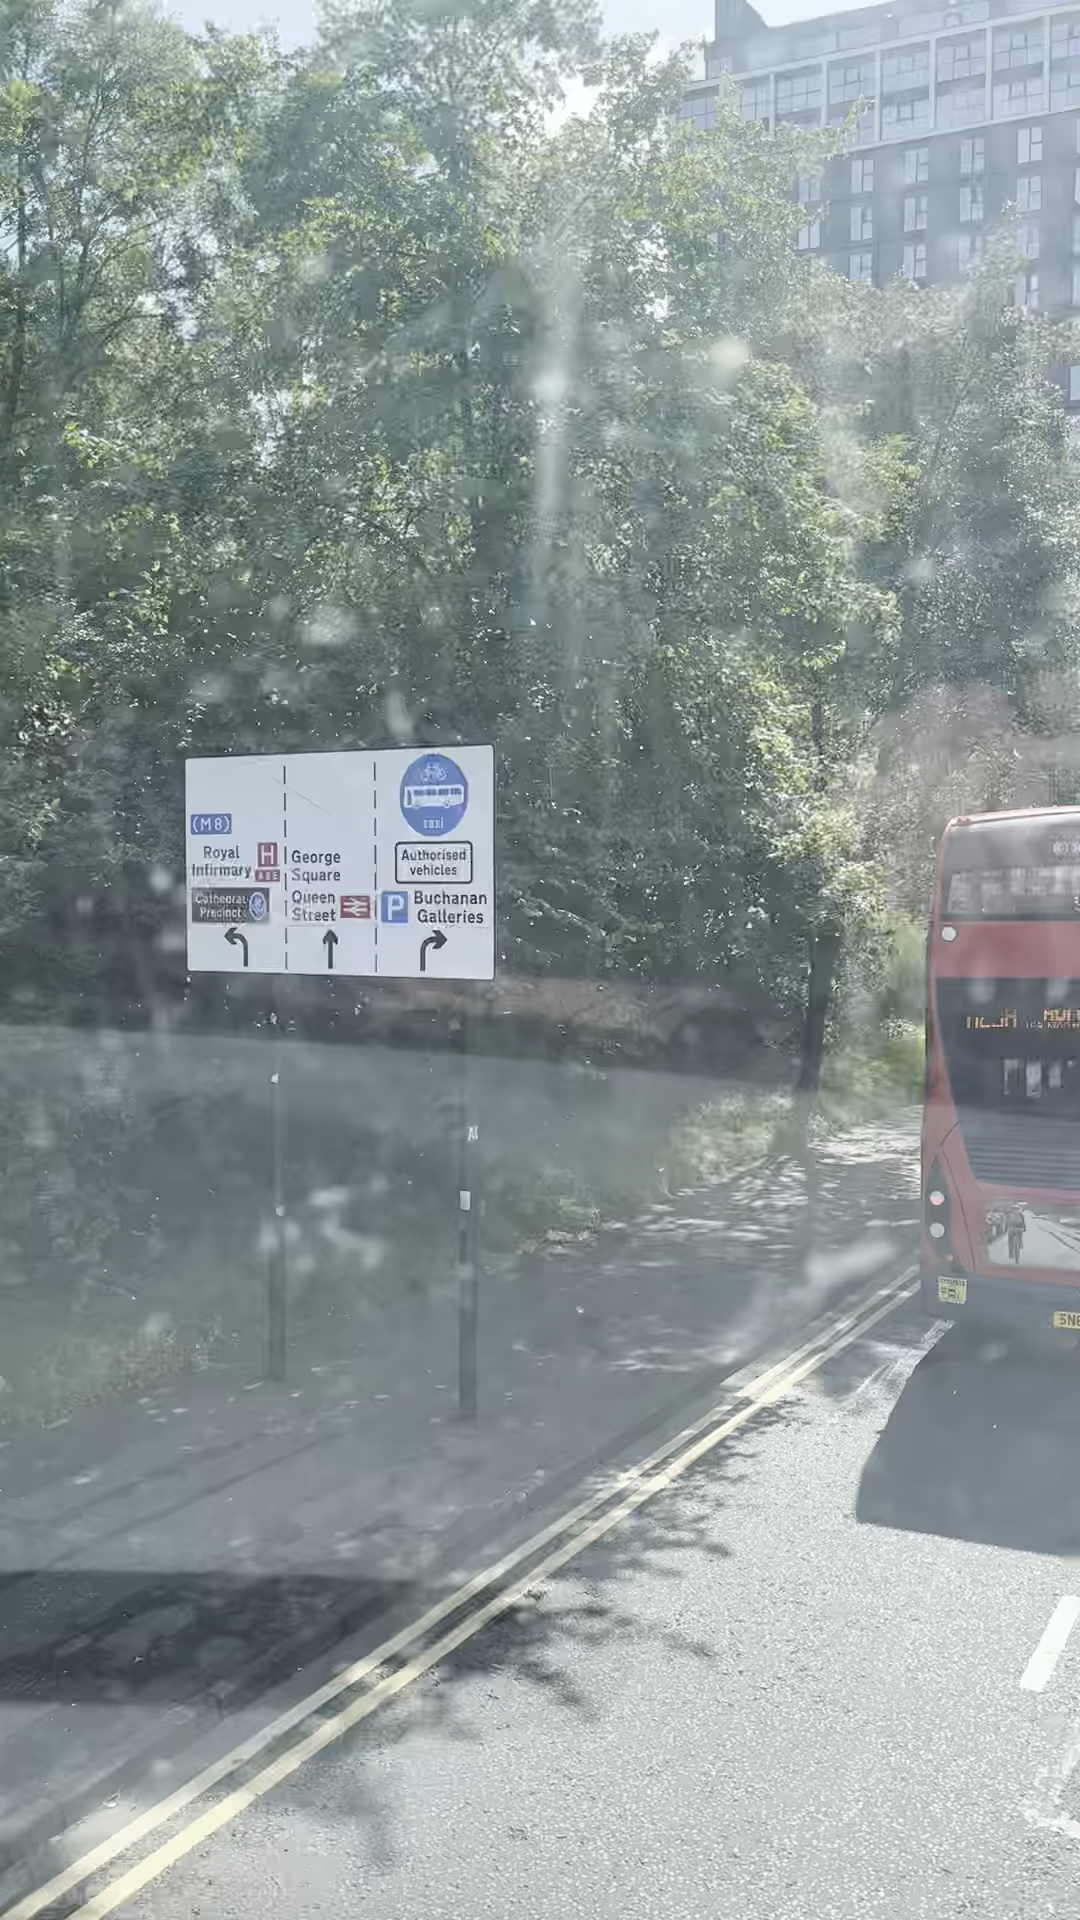 (M8)
Royal
Infirmary H
A&E
Cathedral
Precinct
George
Square
Queen
Street
taxi
Authorised
vehicles
P Buchanan
Galleries